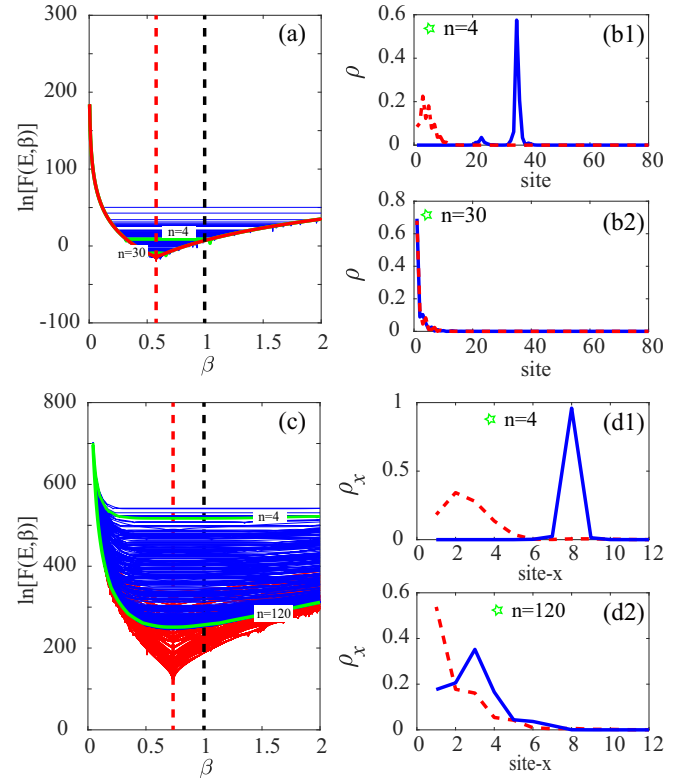 (a)
ln[F(E,β)]
300
200
100
0
-100
n=4
n=30
0 0.5 1 1.5 2
β
(b1)
n=4
ρ
0.6
0.4
0.2
0
0 20 40 60 80
site
(b2)
n=30
ρ
0.8
0.6
0.4
0.2
0
0 20 40 60 80
site
(c)
ln[F(E,β)]
800
600
400
200
0
n=4
n=120
0 0.5 1 1.5 2
β
(d1)
n=4
ρx
1
0.5
0
0 2 4 6 8 10 12
site-x
(d2)
n=120
ρx
0.6
0.4
0.2
0
0 2 4 6 8 10 12
site-x